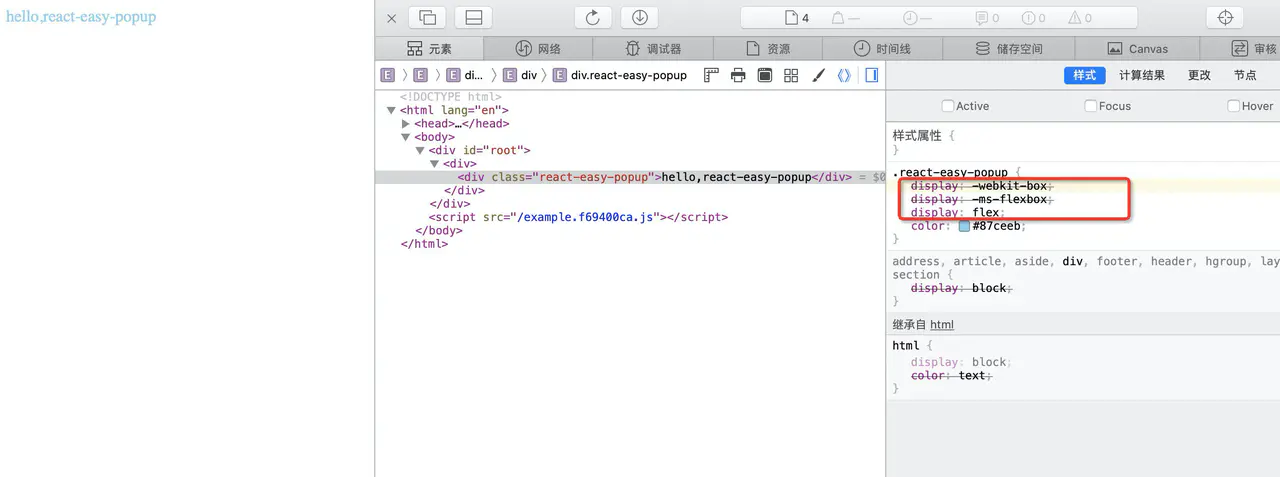 hello,react-easy-popup
4
—
—
0
0
0
元素
网络
调试器
资源
时间线
储存空间
Canvas
审核
E
E
E di...
E div
E div.react-easy-popup
样式
计算结果
更改
节点
<!DOCTYPE html>
<html lang="en">
<head>…</head>
<body>
<div id="root">
<div>
<div class="react-easy-popup">hello,react-easy-popup</div> = $0
</div>
</div>
<script src="/example.f69400ca.js"></script>
</body>
</html>
Active
Focus
Hover
样式属性 {
}
.react-easy-popup {
display: -webkit-box;
display: -ms-flexbox;
display: flex;
color: #87ceeb;
}
address, article, aside, div, footer, header, hgroup, lay
section {
display: block;
}
继承自 html
html {
display: block;
color: text;
}